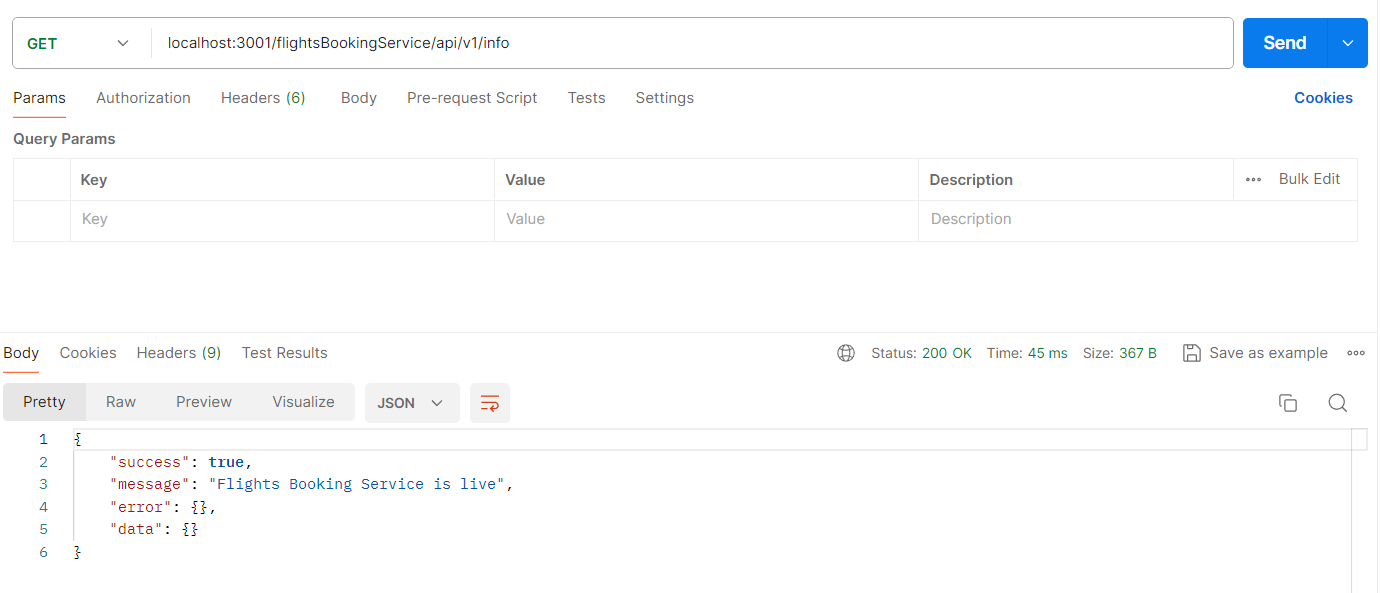 GET localhost:3001/flightsBookingService/api/v1/info Send
Params Authorization Headers (6) Body Pre-request Script Tests Settings Cookies
Query Params
Key Value Description ••• Bulk Edit
Key Value Description
Body Cookies Headers (9) Test Results Status: 200 OK Time: 45 ms Size: 367 B Save as example
Pretty Raw Preview Visualize JSON
1 {
2 "success": true,
3 "message": "Flights Booking Service is live",
4 "error": {},
5 "data": {}
6 }